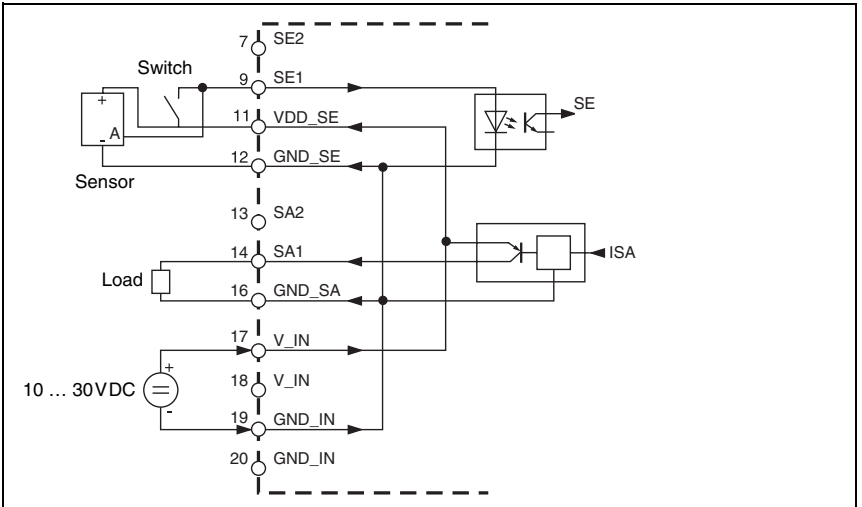 7 SE2
Switch
9 SE1
+
11 VDD_SE
SE
A
-
12 GND_SE
Sensor
13 SA2
14 SA1
ISA
Load
16 GND_SA
17 V_IN
+
10 ... 30VDC
18 V_IN
-
19 GND_IN
20 GND_IN